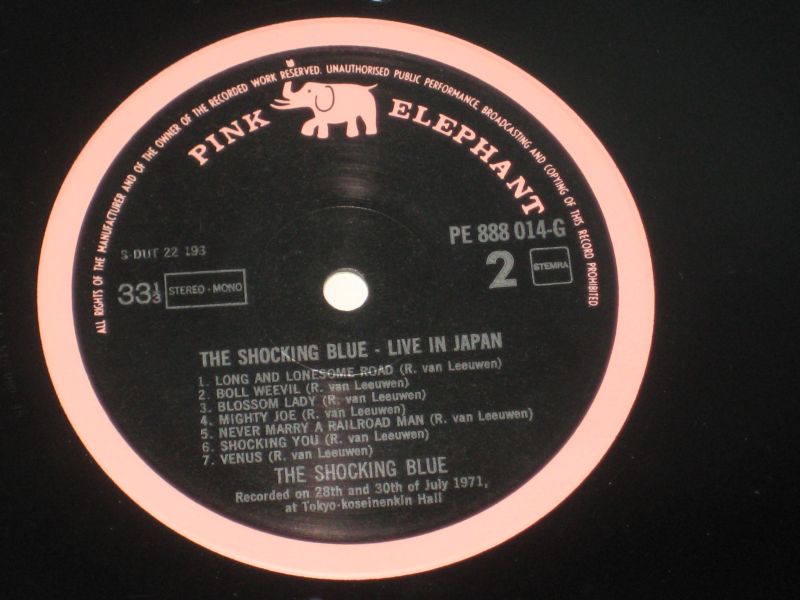 ALL RIGHTS OF THE MANUFACTURER AND OF THE OWNER OF THE RECORDED WORK RESERVED. UNAUTHORISED PUBLIC PERFORMANCE, BROADCASTING AND COPYING OF THIS RECORD PROHIBITED
PINK ELEPHANT
PE 888 014-G
S-DUT 22 193
2 STEMRA
33⅓ STEREO-MONO
THE SHOCKING BLUE - LIVE IN JAPAN
1. LONG AND LONESOME ROAD (R. van Leeuwen)
2. BOLL WEEVIL (R. van Leeuwen)
3. BLOSSOM LADY (R. van Leeuwen)
4. MIGHTY JOE (R. van Leeuwen)
5. NEVER MARRY A RAILROAD MAN (R. van Leeuwen)
6. SHOCKING YOU (R. van Leeuwen)
7. VENUS (R. van Leeuwen)
THE SHOCKING BLUE
Recorded on 28th and 30th of July 1971,
at Tokyo-koseinenkin Hall